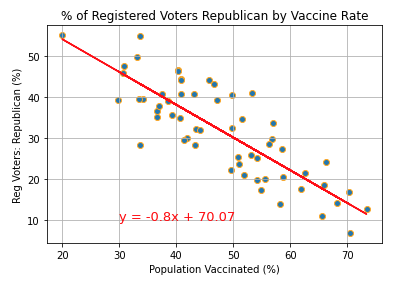 % of Registered Voters Republican by Vaccine Rate
Reg Voters: Republican (%)
50
40
30
20
10
y = -0.8x + 70.07
20 30 40 50 60 70
Population Vaccinated (%)